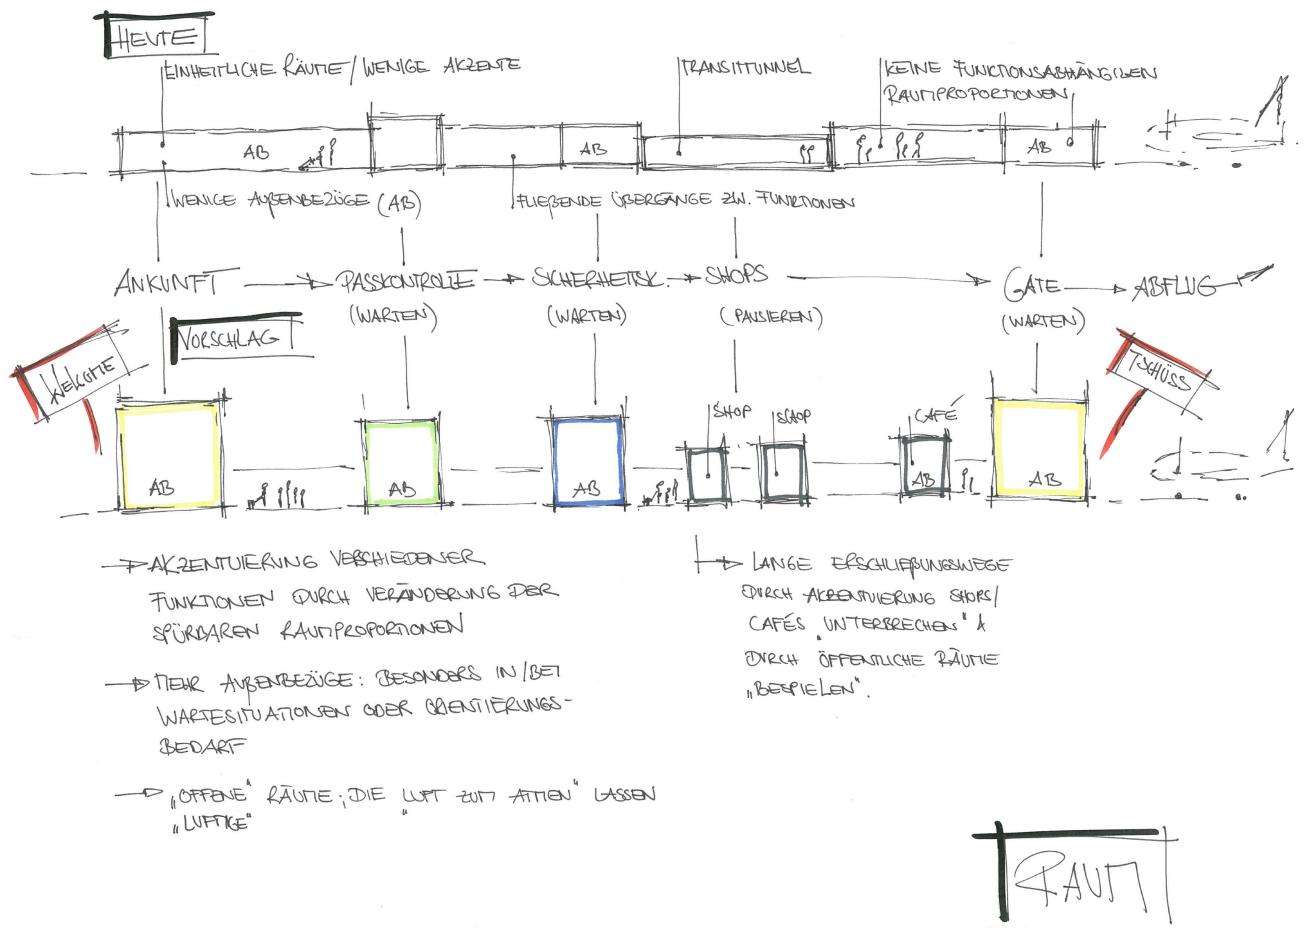 HEUTE
EINHEITLICHE RÄUME / WENIGE AKZENTE
TRANSITTUNNEL
KEINE FUNKTIONSABHÄNGIGEN
RAUMPROPORTIONEN
AB
AB
AB
WENIGE AUßENBEZÜGE (AB)
FLIEßENDE ÜBERGÄNGE ZW. FUNKTIONEN
ANKUNFT
PASSKONTROLLE
SICHERHEITSK.
SHOPS
GATE
ABFLUG
(WARTEN)
(WARTEN)
(PAUSIEREN)
(WARTEN)
VORSCHLAG
WELCOME
TSCHÜSS
SHOP
SHOP
CAFÉ
AB
AB
AB
AB
AB
AKZENTUIERUNG VERSCHIEDENER
FUNKTIONEN DURCH VERÄNDERUNG DER
SPÜRBAREN RAUMPROPORTIONEN
MEHR AUßENBEZÜGE: BESONDERS IN/BEI
WARTESITUATIONEN ODER ORIENTIERUNGS-
BEDARF
„OFFENE“ RÄUME; DIE „LUFT ZUM ATMEN“ LASSEN
„LUFTIGE“
LANGE ERSCHLIEßUNGSWEGE
DURCH AKZENTUIERUNG SHOPS/
CAFÉS „UNTERBRECHEN“ &
DURCH ÖFFENTLICHE RÄUME
„BESPIELEN“.
RAUM